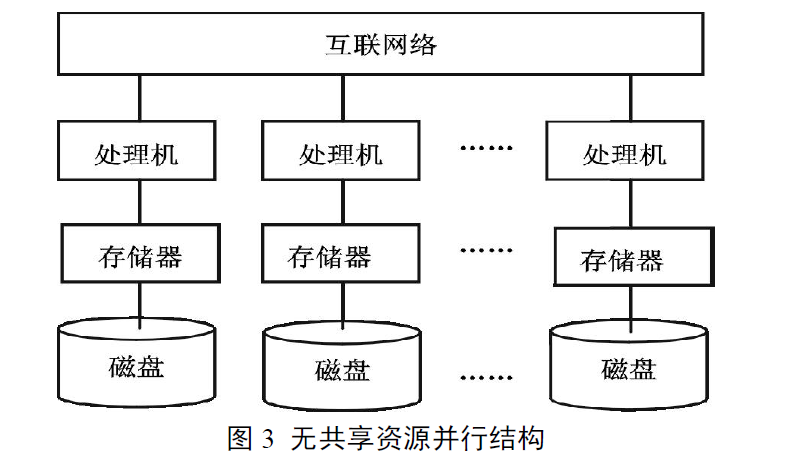 互联网络
处理机 处理机 …… 处理机
存储器 存储器 …… 存储器
磁盘 磁盘 …… 磁盘
图 3 无共享资源并行结构